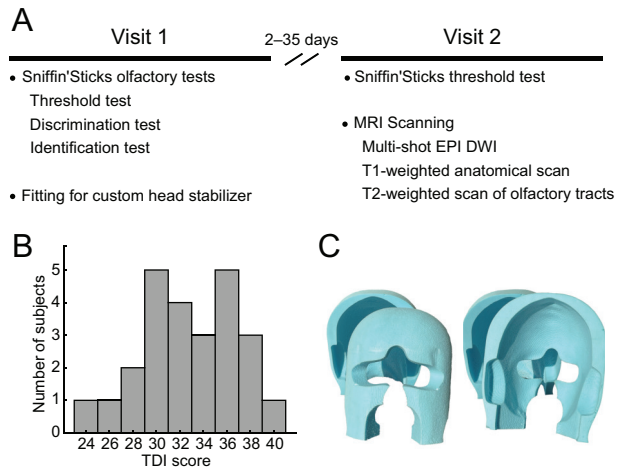 A
Visit 1
2–35 days
Visit 2
• Sniffin'Sticks olfactory tests
Threshold test
Discrimination test
Identification test
• Fitting for custom head stabilizer
• Sniffin'Sticks threshold test
• MRI Scanning
Multi-shot EPI DWI
T1-weighted anatomical scan
T2-weighted scan of olfactory tracts
B
Number of subjects
5
4
3
2
1
0
24 26 28 30 32 34 36 38 40
TDI score
C